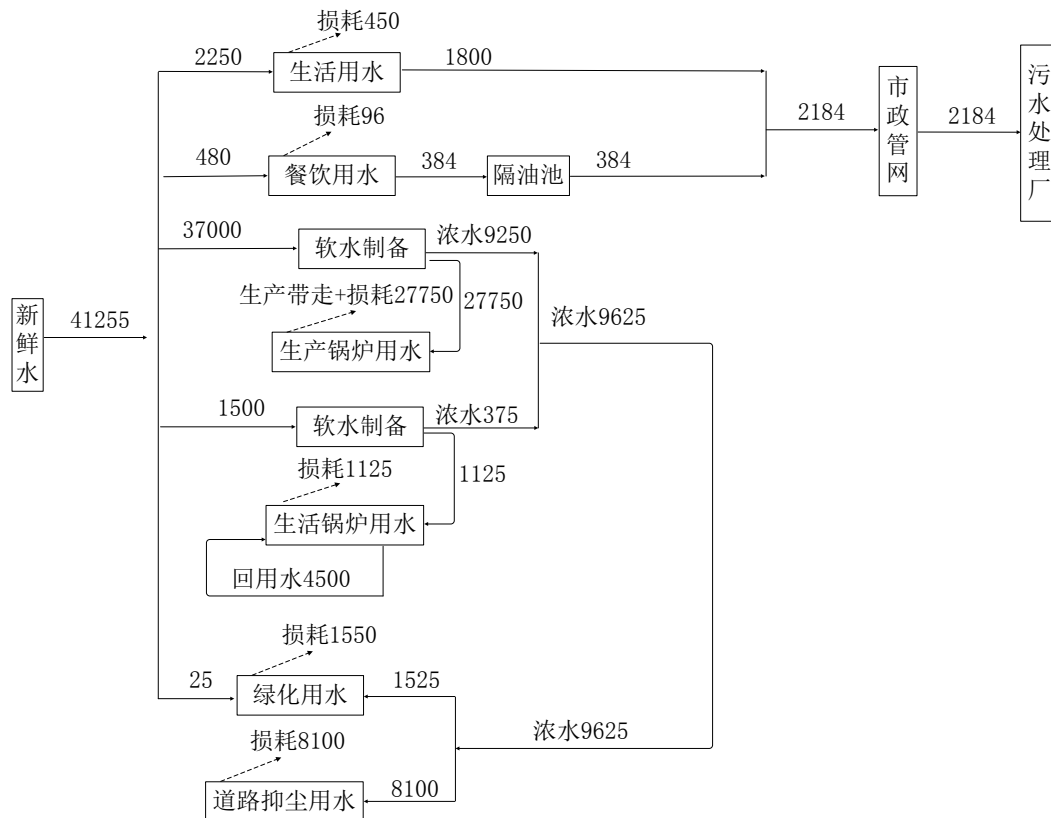 损耗450
2250
生活用水
1800
损耗96
480
餐饮用水
384
隔油池
384
2184
市政管网
2184
污水处理厂
37000
软水制备
浓水9250
生产带走+损耗27750
27750
生产锅炉用水
浓水9625
新鲜水
41255
1500
软水制备
浓水375
损耗1125
1125
生活锅炉用水
回用水4500
损耗1550
25
绿化用水
1525
浓水9625
损耗8100
道路抑尘用水
8100